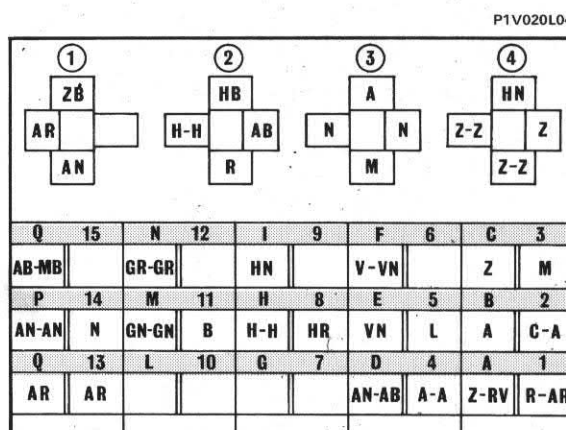 P1V020L04
1 2 3 4
ZB HB A HN
AR H-H AB N N Z-Z Z
AN R M Z-Z
Q 15 N 12 I 9 F 6 C 3
AB-MB GR-GR HN V-VN Z M
P 14 M 11 H 8 E 5 B 2
AN-AN N GN-GN B H-H HR VN L A C-A
Q 13 L 10 G 7 D 4 A 1
AR AR AN-AB A-A Z-RV R-AR